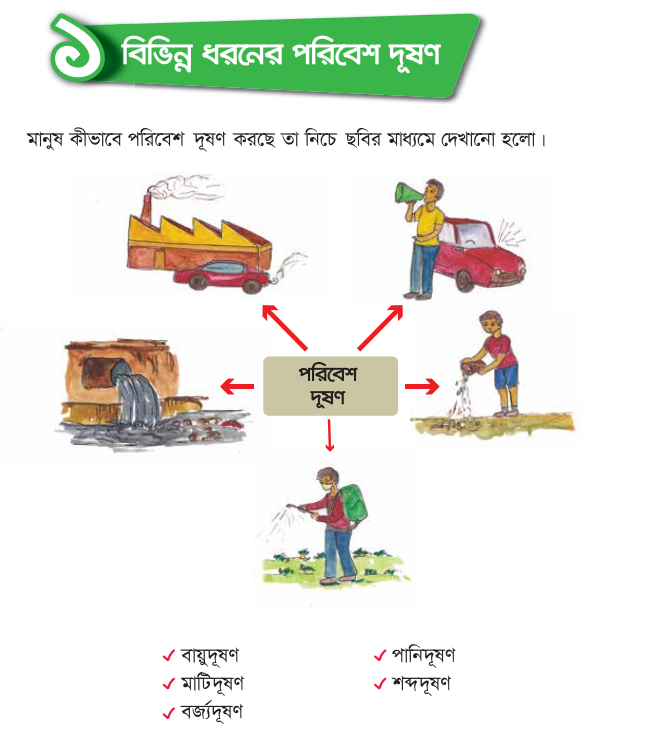 ১ বিভিন্ন ধরনের পরিবেশ দূষণ
মানুষ কীভাবে পরিবেশ দূষণ করছে তা নিচে ছবির মাধ্যমে দেখানো হলো।
পরিবেশ
দূষণ
✓ বায়ুদূষণ ✓ পানিদূষণ
✓ মাটিদূষণ ✓ শব্দদূষণ
✓ বর্জ্যদূষণ